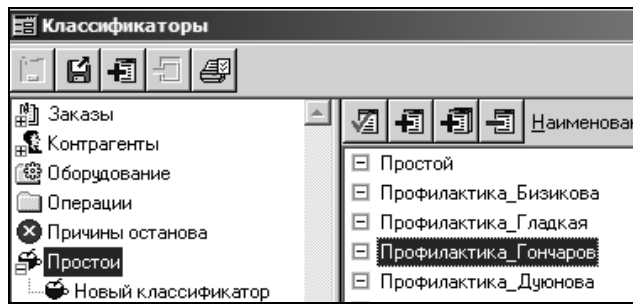 Классификаторы
Наименован
Заказы
Контрагенты
Оборудование
Операции
Причины останова
Простои
Новый классификатор
Простой
Профилактика_Бизикова
Профилактика_Гладкая
Профилактика_Гончаров
Профилактика_Дуюнова